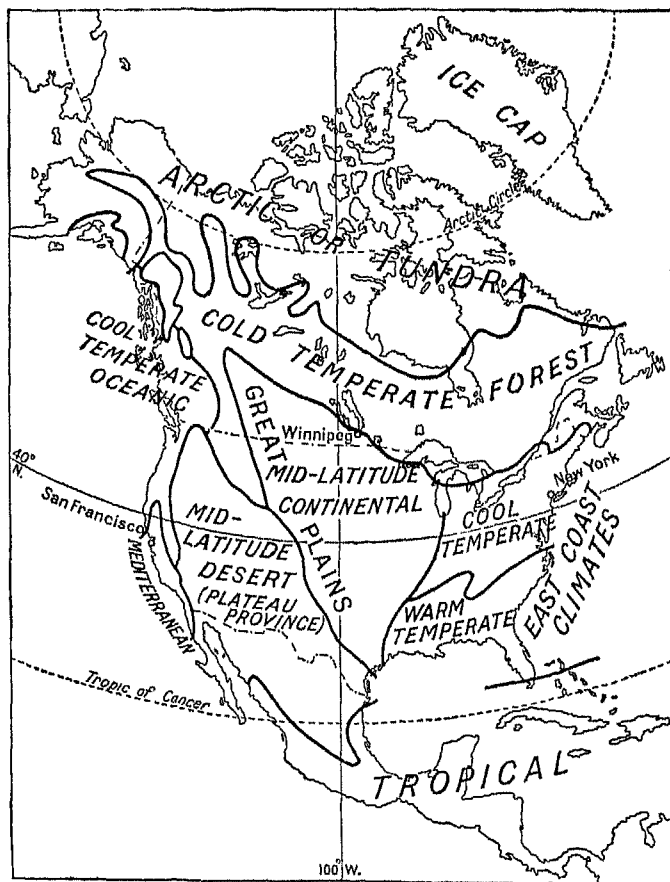 ICE CAP
ARCTIC OR TUNDRA
Arctic Circle
COLD TEMPERATE FOREST
COOL
TEMPERATE
OCEANIC
GREAT PLAINS
Winnipeg
MID-LATITUDE
CONTINENTAL
40°
N.
New York
San Francisco
COOL
TEMPERATE
MID-
LATITUDE
DESERT
(PLATEAU
PROVINCE)
MEDITERRANEAN
WARM
TEMPERATE
EAST COAST
CLIMATES
Tropic of Cancer
TROPICAL
100° W.